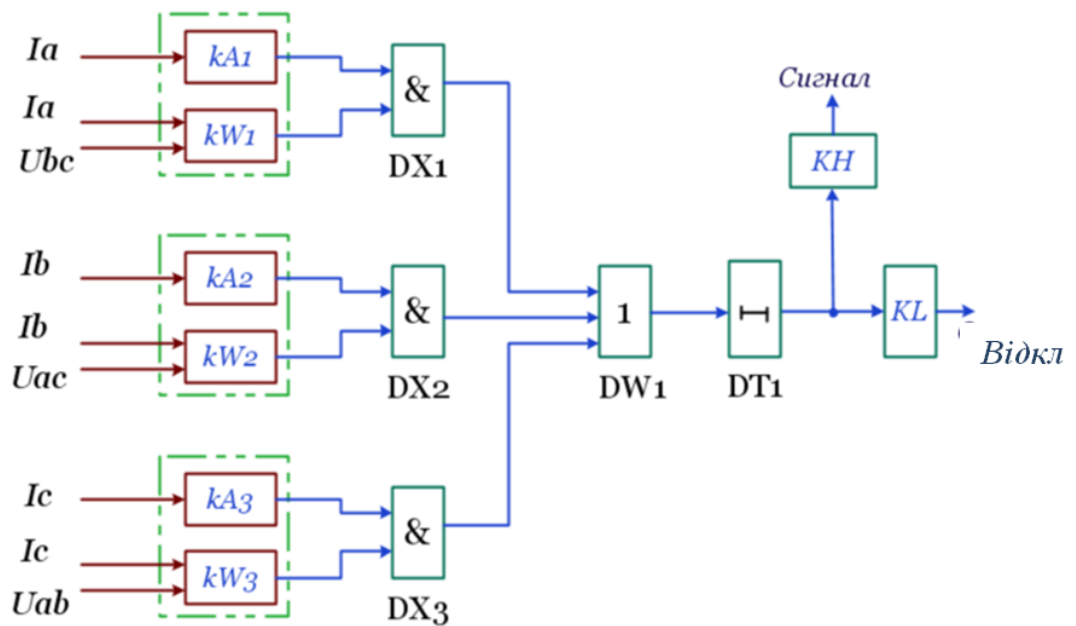 Ia
kA1
Ia
kW1
Ubc
&
DX1
Сигнал
KH
Ib
kA2
Ib
kW2
Uac
&
DX2
1
DW1
DT1
KL
Відкл
Ic
kA3
Ic
kW3
Uab
&
DX3